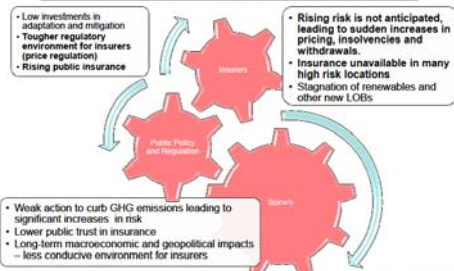 • Low investments in
adaptation and mitigation
• Tougher regulatory
environment for insurers
(price regulation)
• Rising public insurance
• Rising risk is not anticipated,
leading to sudden increases in
pricing, insolvencies and
withdrawals.
• Insurance unavailable in many
high risk locations
• Stagnation of renewables and
other new LOBs
Insurers
Public Policy
and Regulation
Society
• Weak action to curb GHG emissions leading to
significant increases in risk
• Lower public trust in insurance
• Long-term macroeconomic and geopolitical impacts
– less conducive environment for insurers